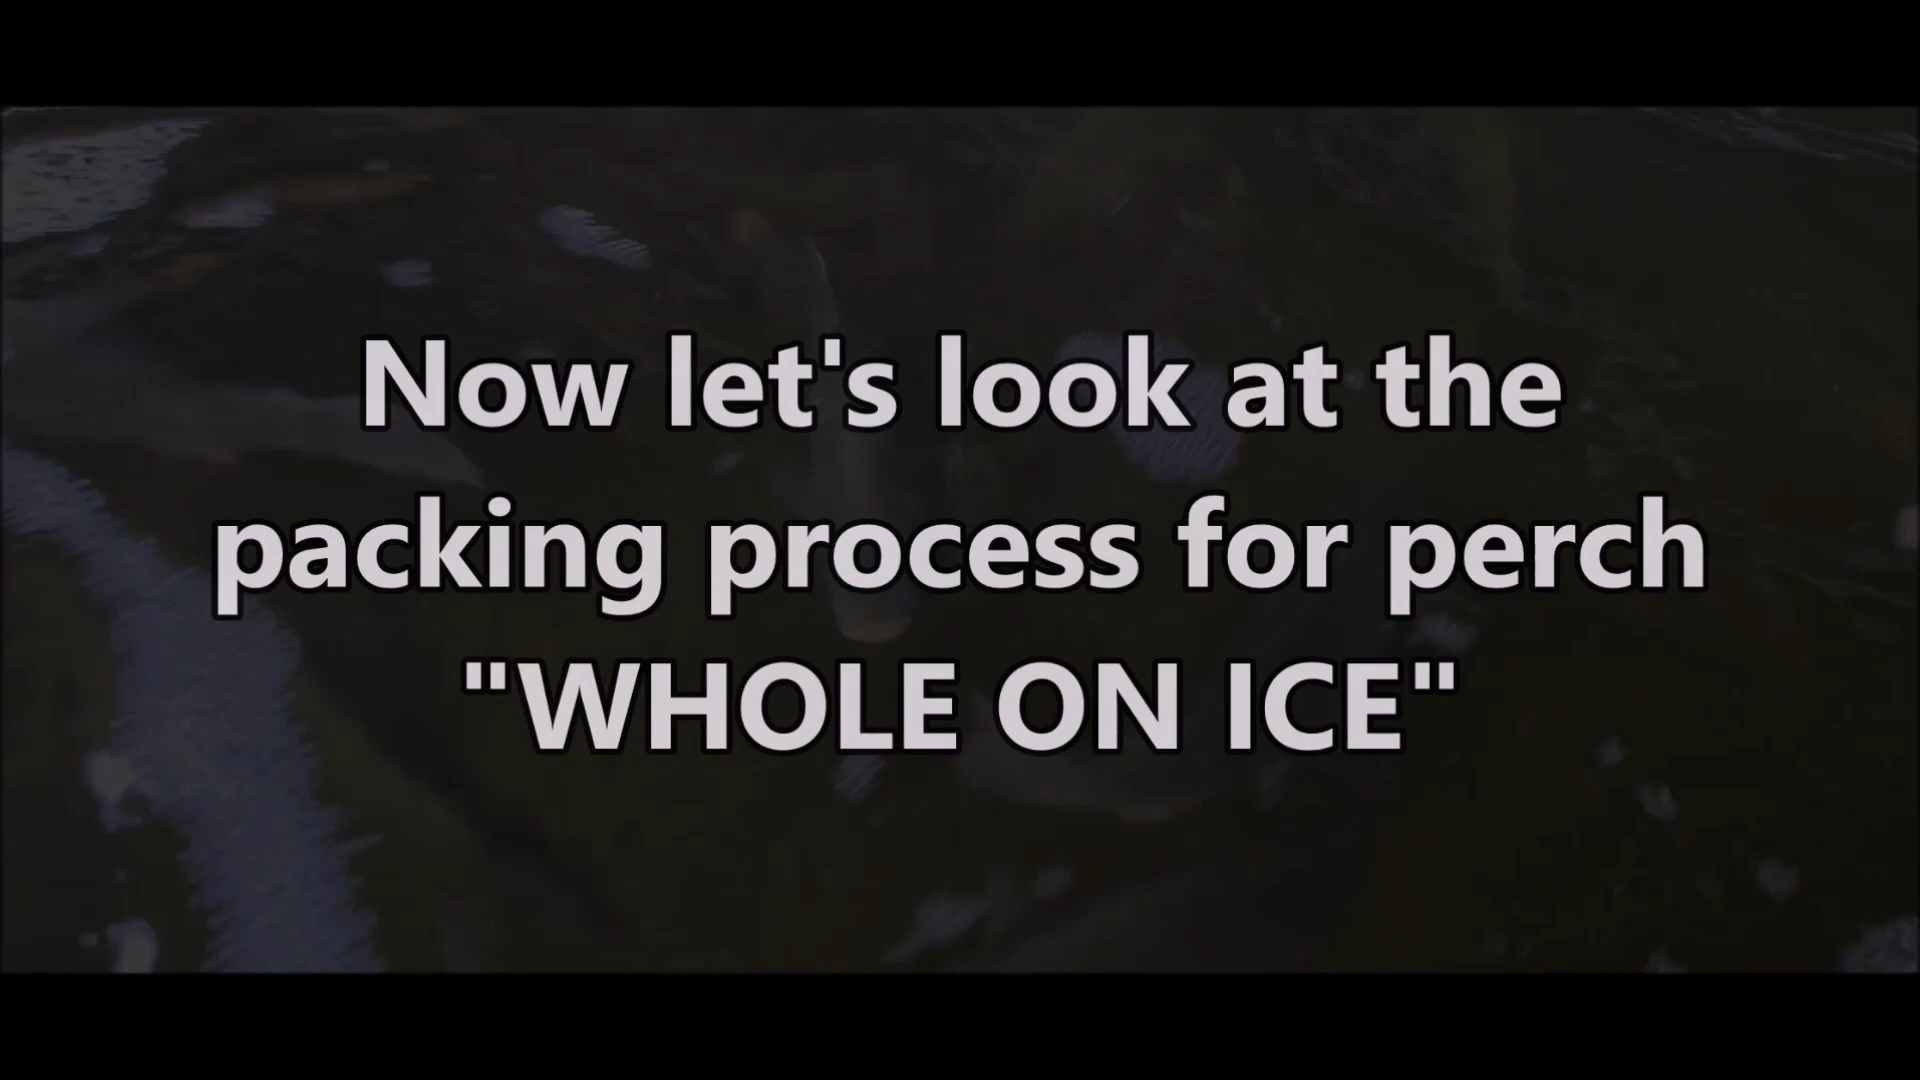 Now let's look at the
packing process for perch
"WHOLE ON ICE"